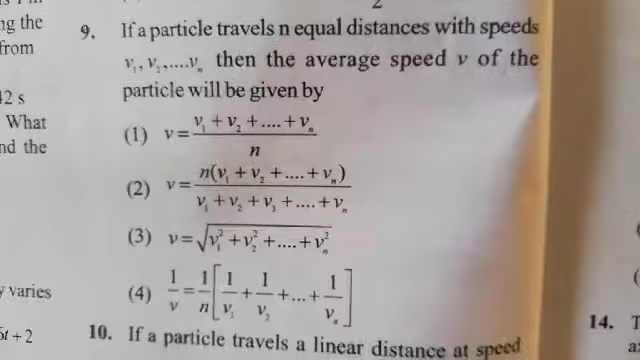 ng the
from
12 s
What
nd the
y varies
5t + 2
2
9. If a particle travels n equal distances with speeds
v₁, v₂,.....vₙ then the average speed v of the
particle will be given by
(1) v = (v₁ + v₂ + .... + vₙ) / n
(2) v = n(v₁ + v₂ + .... + vₙ) / (v₁ + v₂ + v₃ + .... + vₙ)
(3) v = √(v₁² + v₂² + .... + vₙ²)
(4) 1/v = 1/n [1/v₁ + 1/v₂ + ... + 1/vₙ]
10. If a particle travels a linear distance at speed
14.